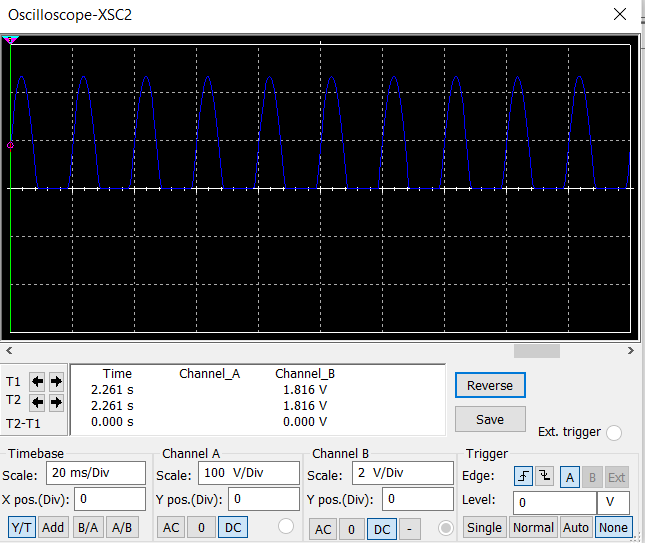 Oscilloscope-XSC2
Time Channel_A Channel_B
T1 2.261 s 1.816 V
T2 2.261 s 1.816 V
T2-T1 0.000 s 0.000 V
Reverse
Save
Ext. trigger
Timebase Channel A Channel B Trigger
Scale: 20 ms/Div Scale: 100 V/Div Scale: 2 V/Div Edge: A B Ext
X pos.(Div): 0 Y pos.(Div): 0 Y pos.(Div): 0 Level: 0 V
Y/T Add B/A A/B AC 0 DC AC 0 DC - Single Normal Auto None